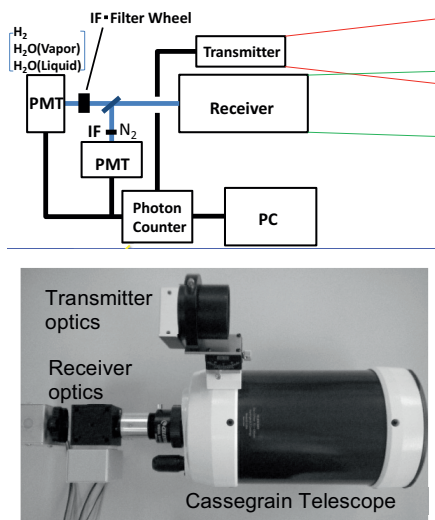 H₂
H₂O(Vapor)
H₂O(Liquid)
IF▪Filter Wheel
Transmitter
Receiver
PMT
IF
N₂
PMT
Photon
Counter
PC
Transmitter
optics
Receiver
optics
Cassegrain Telescope